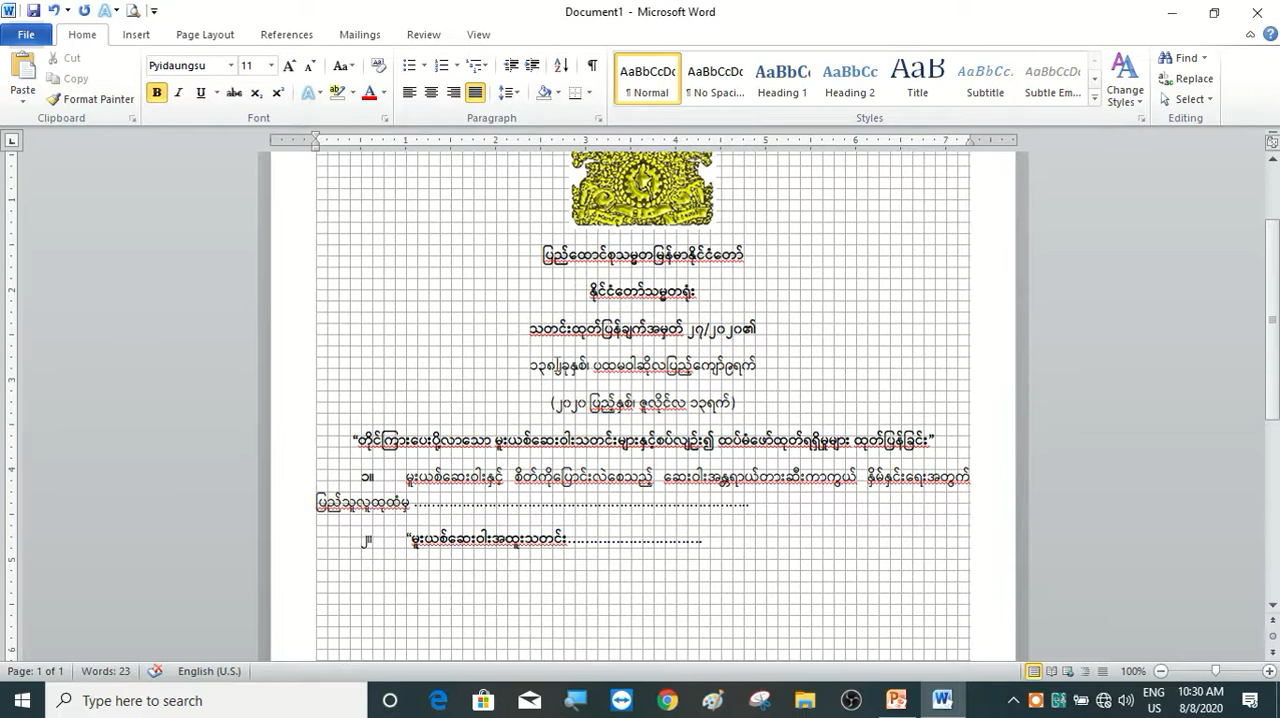 Document1 - Microsoft Word
File Home Insert Page Layout References Mailings Review View
Paste Cut Copy Format Painter Clipboard
Pyidaungsu 11 Font
Paragraph
AaBbCcDc Normal AaBbCcDc No Spaci... AaBbC Heading 1 AaBbCc Heading 2 AaB Title AaBbCc. Subtitle AaBbCcDc Subtle Em... Change Styles Styles
Find Replace Select Editing
1 2 3 4 5 6 7
ပြည်ထောင်စုသမ္မတမြန်မာနိုင်ငံတော်
နိုင်ငံတော်သမ္မတရုံး
သတင်းထုတ်ပြန်ချက်အမှတ် ၂၇/၂၀၂၀၏
၁၃၈၂ခုနှစ်၊ ပထမဝါဆိုလပြည့်ကျော်၉ရက်
(၂၀၂၀ ပြည့်နှစ်၊ ဇူလိုင်လ ၁၃ရက်)
“တိုင်ကြားပေးပို့လာသော မူးယစ်ဆေးဝါးသတင်းများနှင့်စပ်လျဉ်း၍ ထပ်မံဖော်ထုတ်ရရှိမှုများ ထုတ်ပြန်ခြင်း”
၁။ မူးယစ်ဆေးဝါးနှင့် စိတ်ကိုပြောင်းလဲစေသည့် ဆေးဝါးအန္တရာယ်တားဆီးကာကွယ် နှိမ်နှင်းရေးအတွက်
ပြည်သူလူထုထံမှ ...............................................................................
၂။ “မူးယစ်ဆေးဝါးအထူးသတင်း................................
Page: 1 of 1 Words: 23 English (U.S.) 100%
Type here to search
ENG US 10:30 AM 8/8/2020